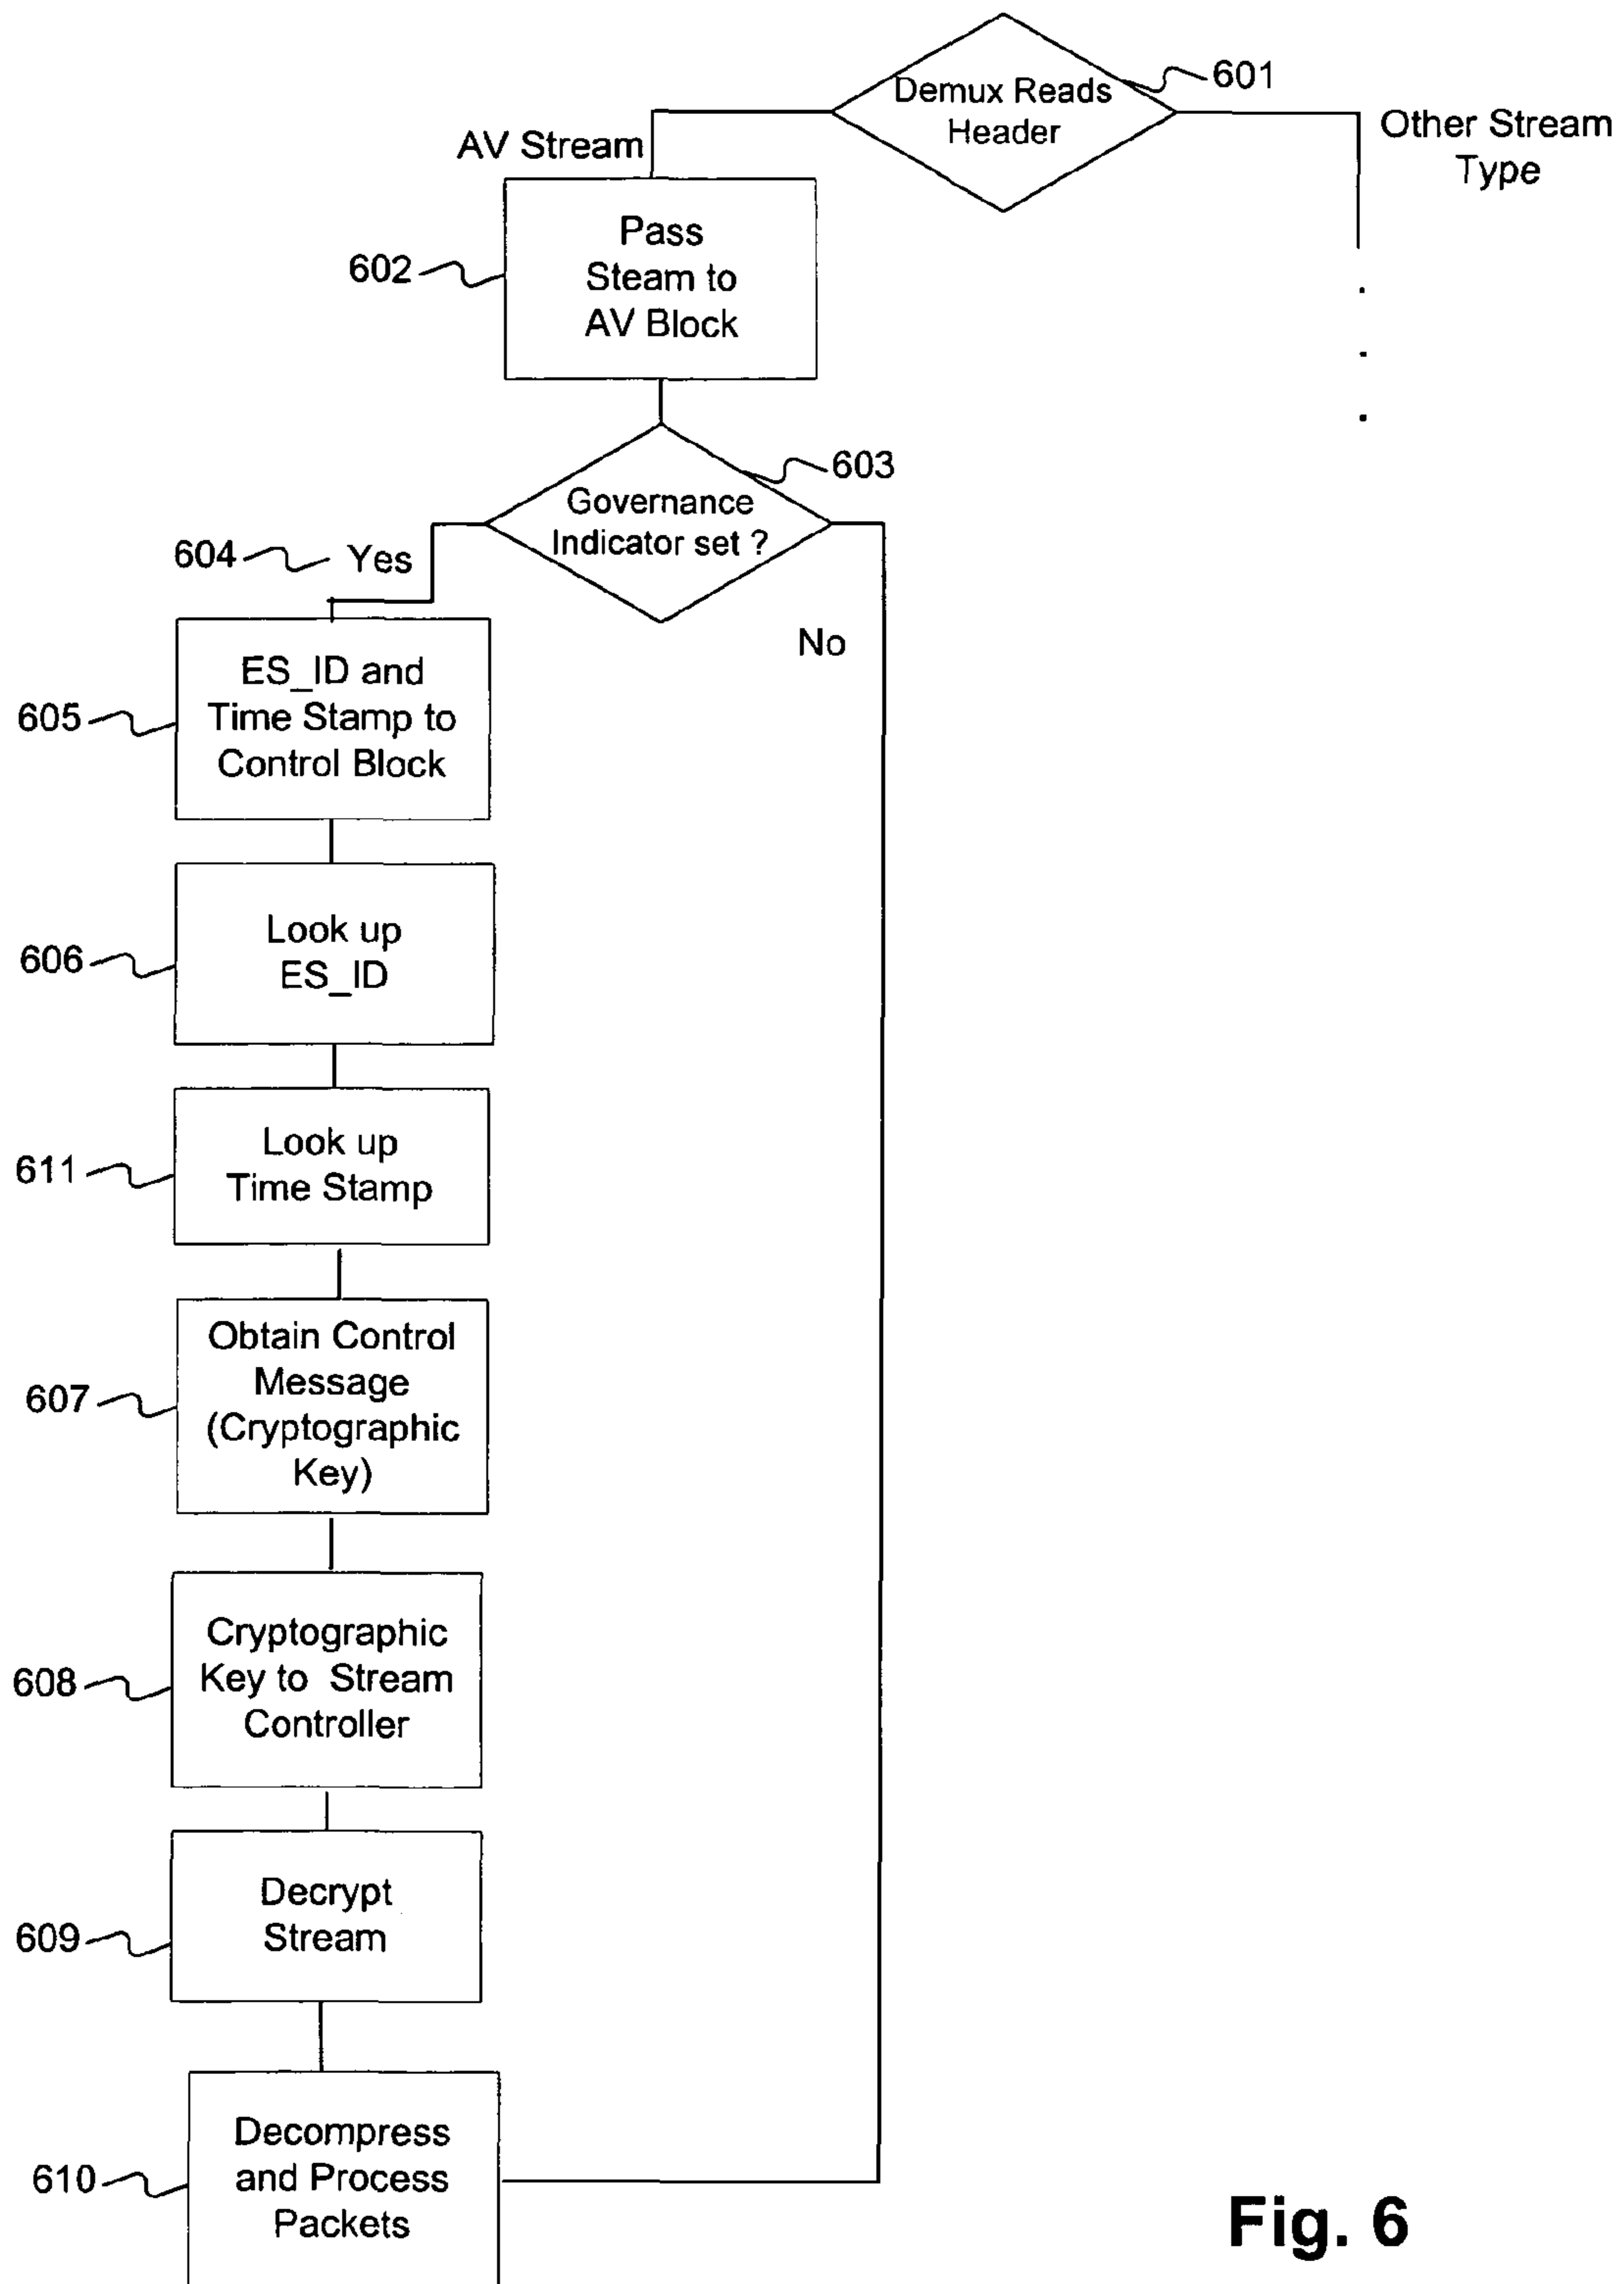 Demux Reads
Header
601
AV Stream
Other Stream
Type
Pass
Steam to
AV Block
602
Governance
Indicator set ?
603
604
Yes
No
ES_ID and
Time Stamp to
Control Block
605
Look up
ES_ID
606
Look up
Time Stamp
611
Obtain Control
Message
(Cryptographic
Key)
607
Cryptographic
Key to Stream
Controller
608
Decrypt
Stream
609
Decompress
and Process
Packets
610
Fig. 6